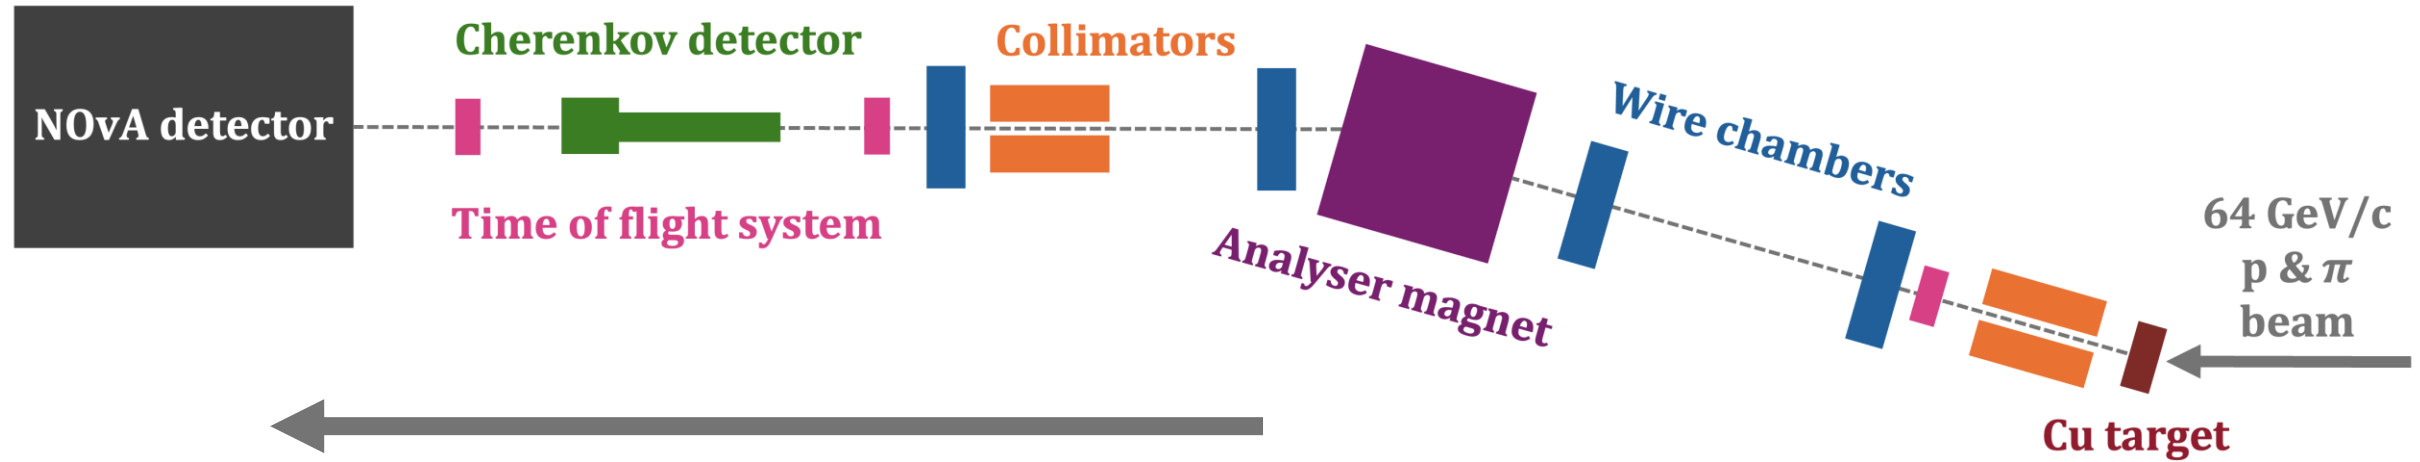 NOvA detector
Cherenkov detector
Time of flight system
Collimators
Analyser magnet
Wire chambers
64 GeV/c
p & π
beam
Cu target